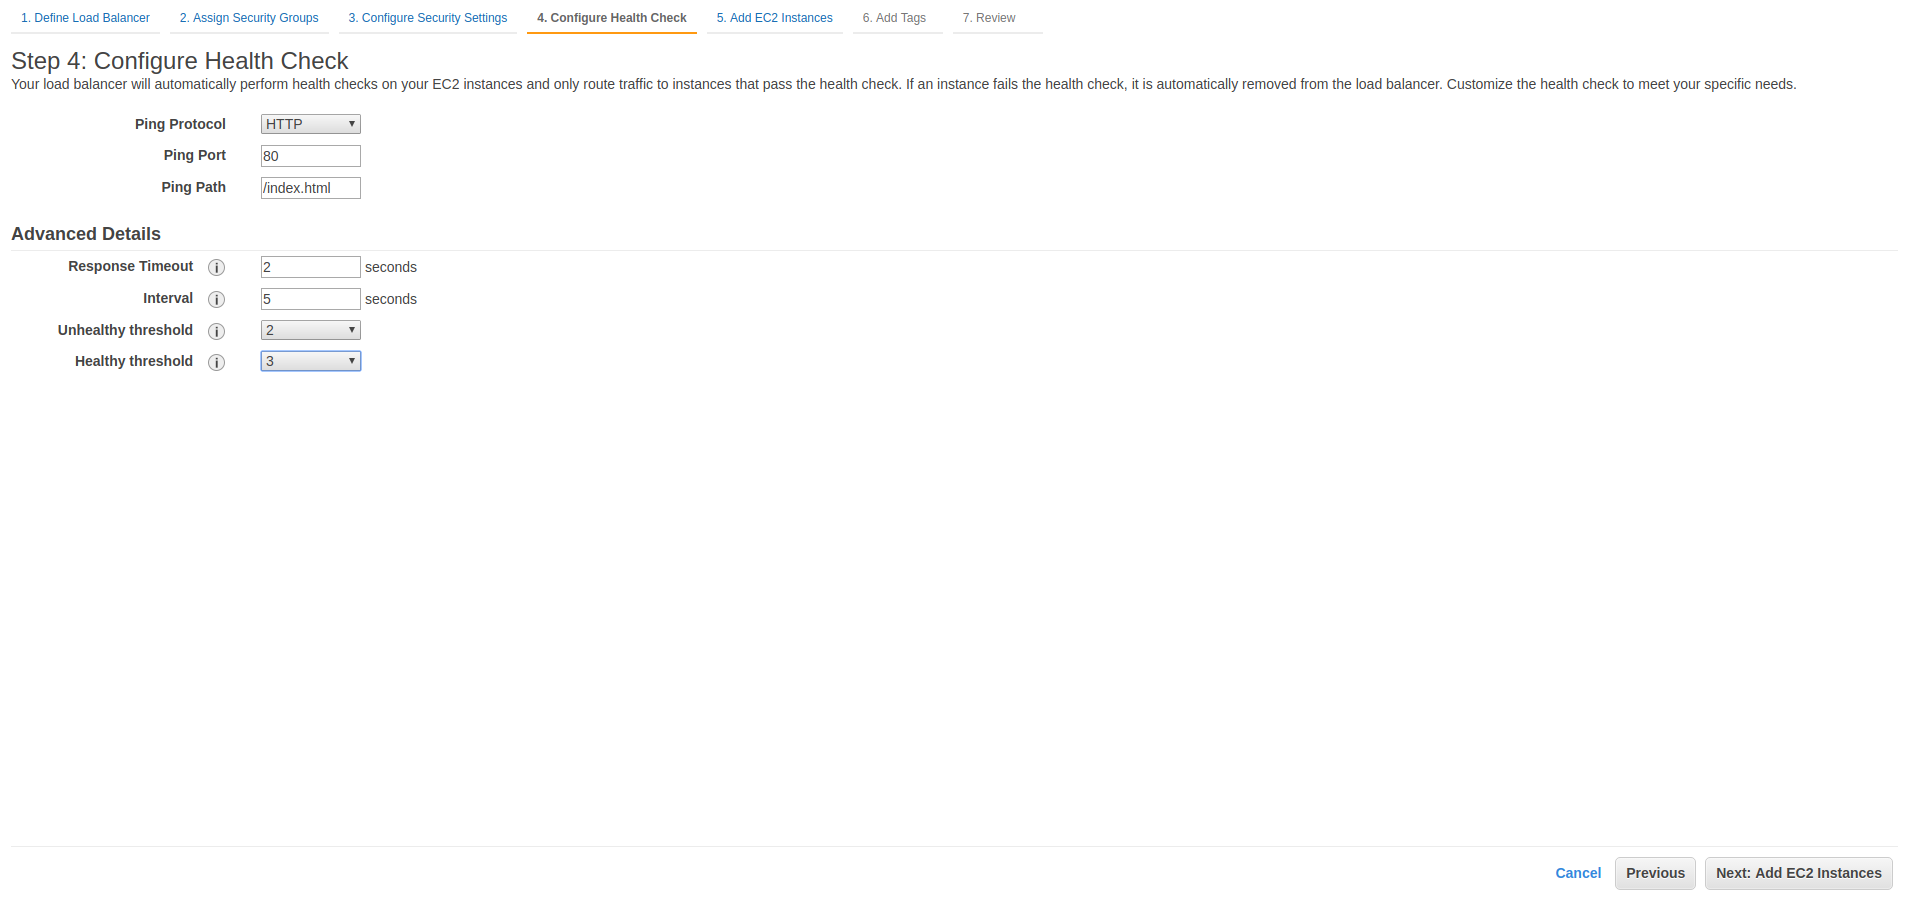 1. Define Load Balancer 2. Assign Security Groups 3. Configure Security Settings 4. Configure Health Check 5. Add EC2 Instances 6. Add Tags 7. Review
Step 4: Configure Health Check
Your load balancer will automatically perform health checks on your EC2 instances and only route traffic to instances that pass the health check. If an instance fails the health check, it is automatically removed from the load balancer. Customize the health check to meet your specific needs.
Ping Protocol HTTP
Ping Port 80
Ping Path /index.html
Advanced Details
Response Timeout 2 seconds
Interval 5 seconds
Unhealthy threshold 2
Healthy threshold 3
Cancel Previous Next: Add EC2 Instances